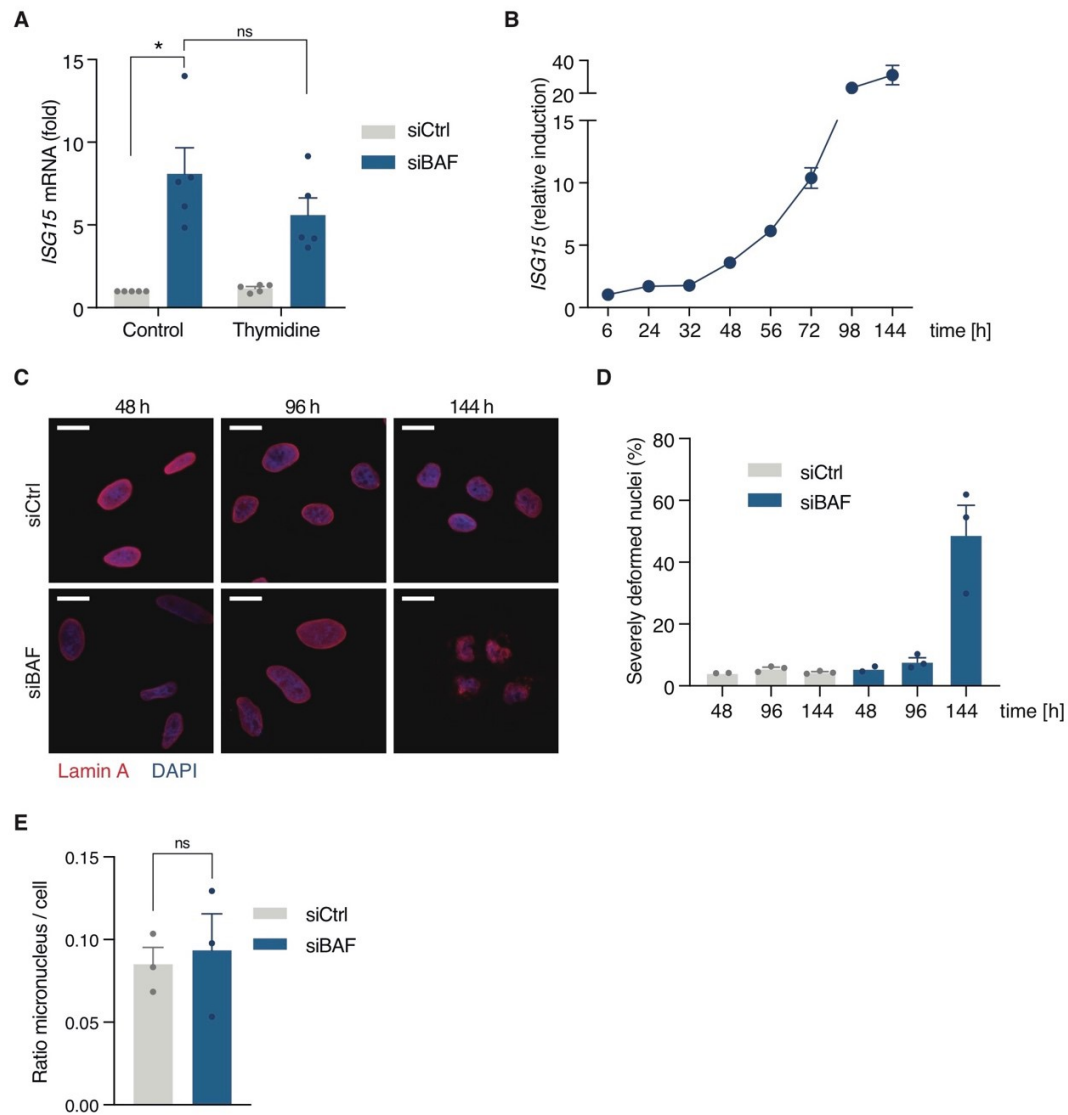 A
ns
*
15
10
5
0
ISG15 mRNA (fold)
siCtrl
siBAF
Control Thymidine
B
40
20
15
10
5
0
ISG15 (relative induction)
6 24 32 48 56 72 98 144 time [h]
C
48 h 96 h 144 h
siCtrl
siBAF
Lamin A DAPI
D
80
60
40
20
0
Severely deformed nuclei (%)
siCtrl
siBAF
48 96 144 48 96 144 time [h]
E
ns
0.15
0.10
0.05
0.00
Ratio micronucleus / cell
siCtrl
siBAF